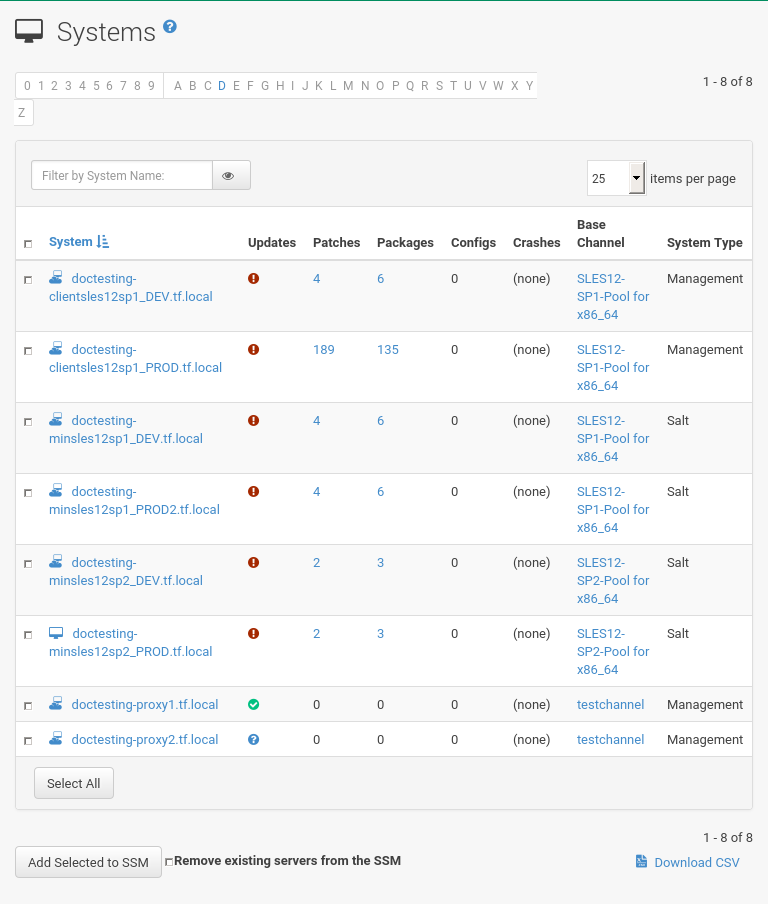 Systems
0 1 2 3 4 5 6 7 8 9 A B C D E F G H I J K L M N O P Q R S T U V W X Y
Z
1 - 8 of 8
Filter by System Name:
25 items per page
System Updates Patches Packages Configs Crashes Base Channel System Type
doctesting-
clientsles12sp1_DEV.tf.local
4 6 0 (none)
SLES12-
SP1-Pool for
x86_64
Management
doctesting-
clientsles12sp1_PROD.tf.local
189 135 0 (none)
SLES12-
SP1-Pool for
x86_64
Management
doctesting-
minsles12sp1_DEV.tf.local
4 6 0 (none)
SLES12-
SP1-Pool for
x86_64
Salt
doctesting-
minsles12sp1_PROD2.tf.local
4 6 0 (none)
SLES12-
SP1-Pool for
x86_64
Salt
doctesting-
minsles12sp2_DEV.tf.local
2 3 0 (none)
SLES12-
SP2-Pool for
x86_64
Salt
doctesting-
minsles12sp2_PROD.tf.local
2 3 0 (none)
SLES12-
SP2-Pool for
x86_64
Salt
doctesting-proxy1.tf.local 0 0 0 (none) testchannel Management
doctesting-proxy2.tf.local 0 0 0 (none) testchannel Management
Select All
1 - 8 of 8
Add Selected to SSM Remove existing servers from the SSM Download CSV